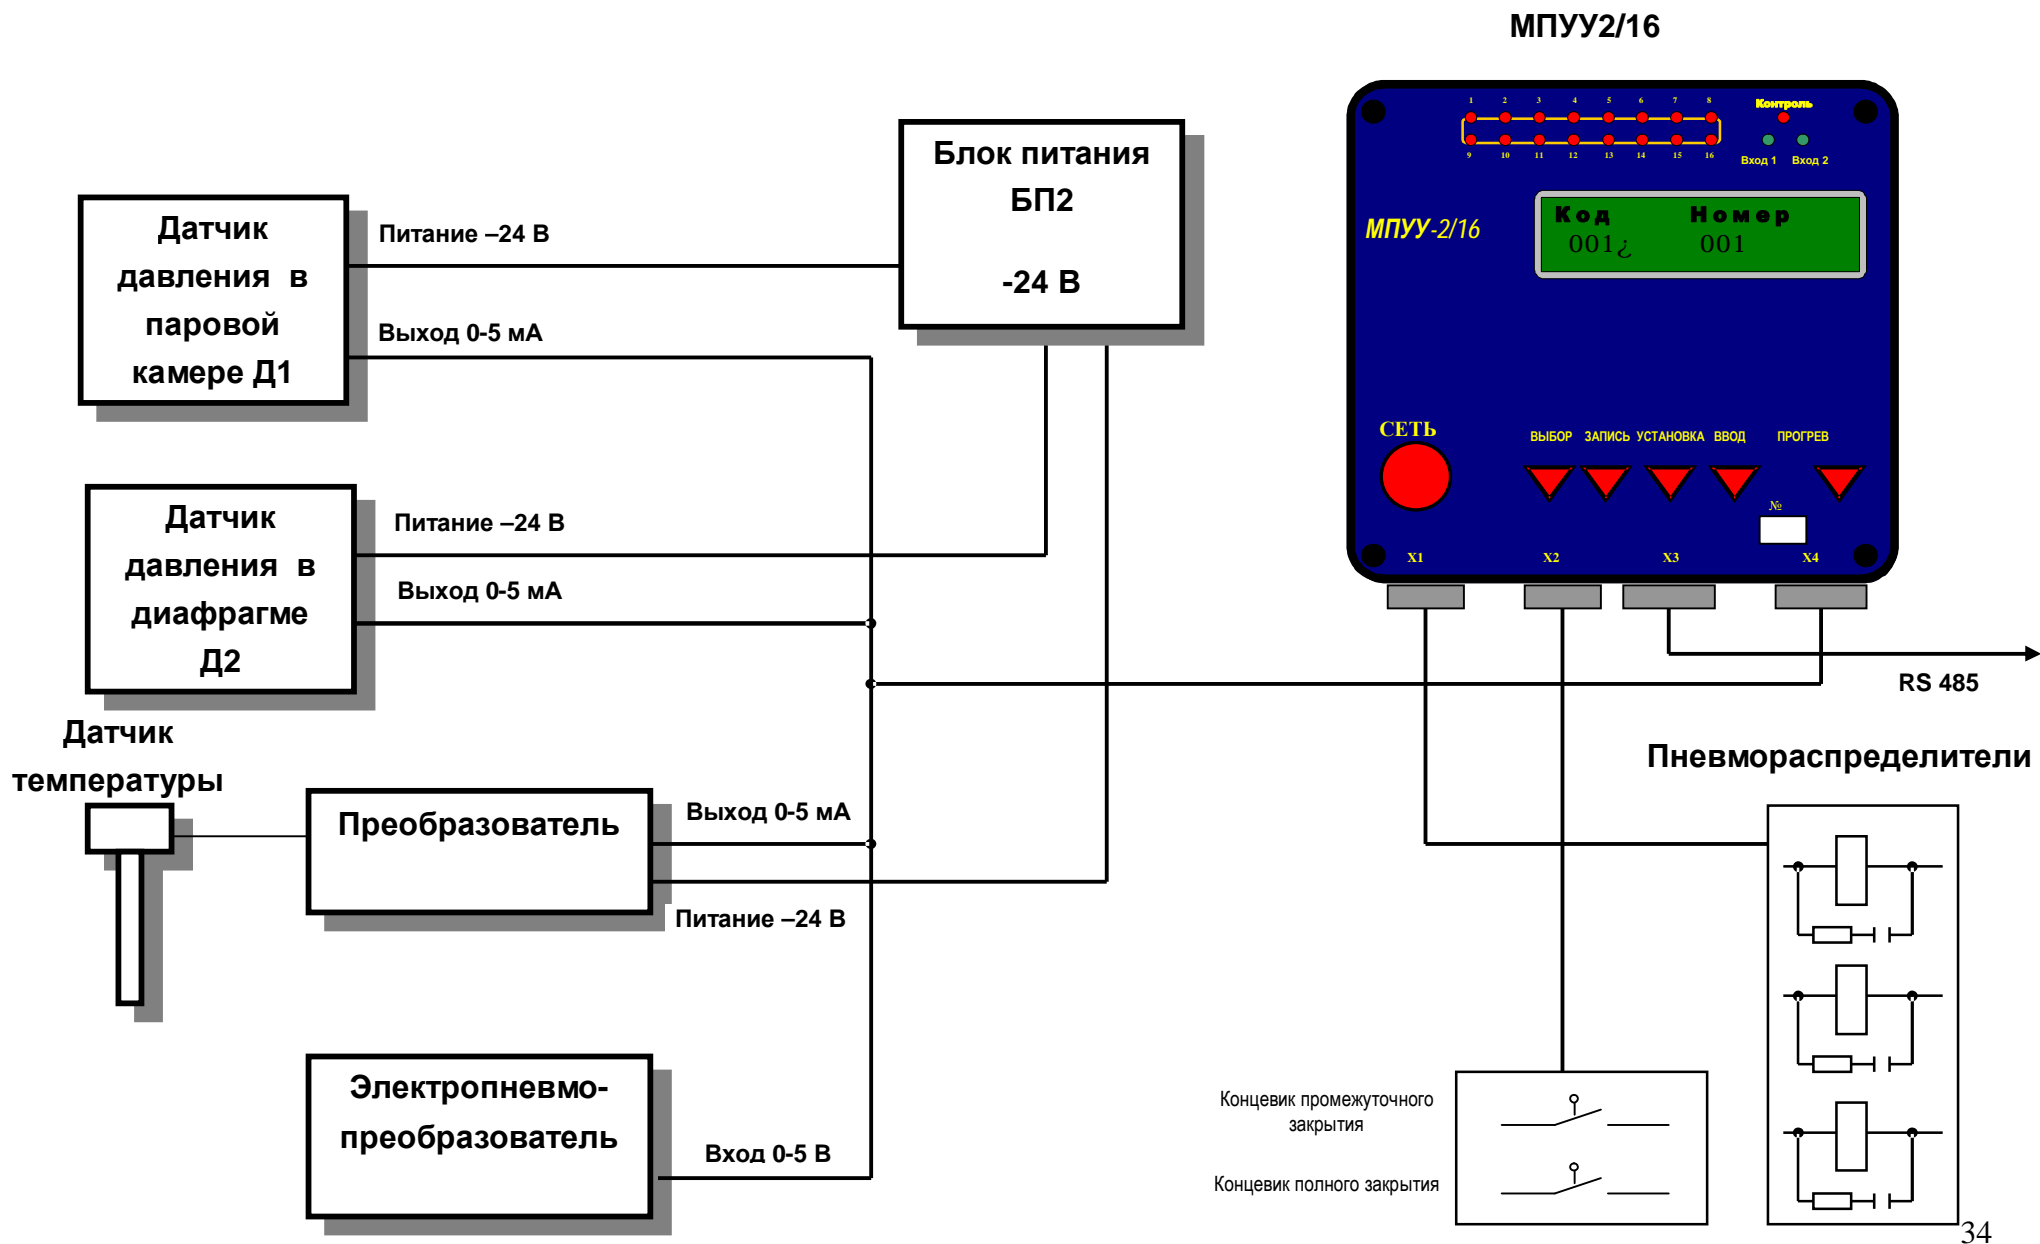 МПУУ2/16
1 2 3 4 5 6 7 8
Контроль
9 10 11 12 13 14 15 16
Вход 1 Вход 2
МПУУ-2/16
Код Номер
001¿ 001
СЕТЬ
ВЫБОР ЗАПИСЬ УСТАНОВКА ВВОД ПРОГРЕВ
№
X1 X2 X3 X4
RS 485
Блок питания
БП2
-24 В
Датчик
давления в
паровой
камере Д1
Питание –24 В
Выход 0-5 мА
Датчик
давления в
диафрагме
Д2
Питание –24 В
Выход 0-5 мА
Датчик
температуры
Преобразователь
Выход 0-5 мА
Питание –24 В
Электропневмо-
преобразователь
Вход 0-5 В
Пневмораспределители
Концевик промежуточного
закрытия
Концевик полного закрытия
34